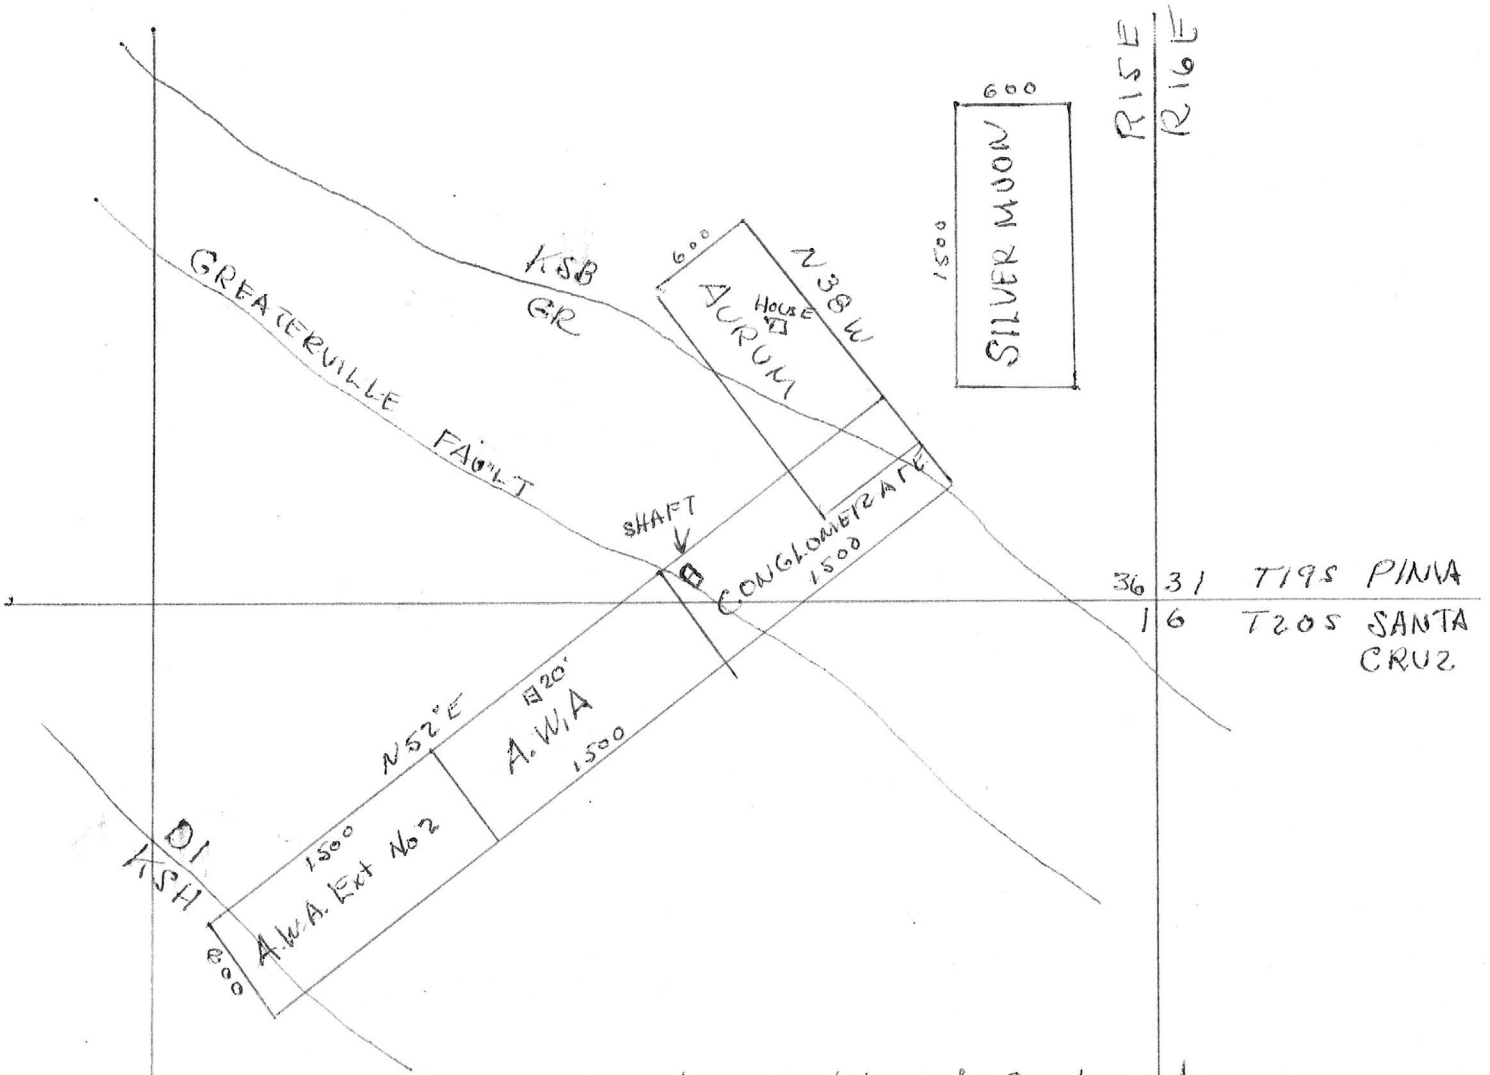 R15E
R16E
600
1500
SILVER MOON
600
N38W
AURUM
HOUSE
KSB
GR
GREATERVILLE FAULT
SHAFT
CONGLOMERATE
1500
36 31 T19S PIMA
1 6 T20S SANTA
CRUZ
20'
A.W.A
1500
N52°E
1500
A.W.A. Ext No 2
600
DI
KSH